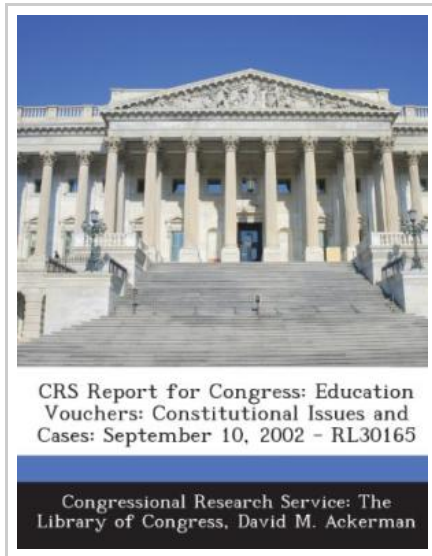 CRS Report for Congress: Education
Vouchers: Constitutional Issues and
Cases: September 10, 2002 - RL30165
Congressional Research Service: The
Library of Congress, David M. Ackerman